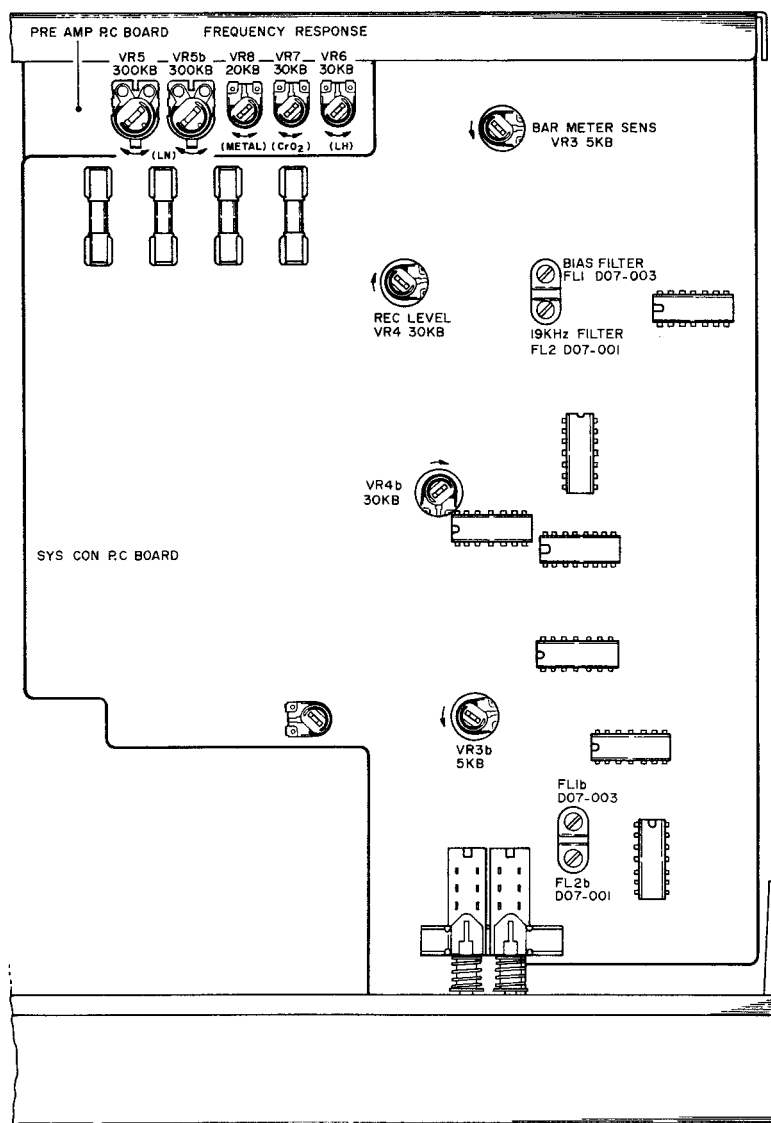 PRE AMP P.C BOARD
FREQUENCY RESPONSE
VR5
300KB
VR5b
300KB
VR8
20KB
VR7
30KB
VR6
30KB
(LN)
(METAL)
(CrO₂)
(LH)
BAR METER SENS
VR3 5KB
REC LEVEL
VR4 30KB
BIAS FILTER
FL1 D07-003
19KHz FILTER
FL2 D07-001
VR4b
30KB
SYS CON P.C BOARD
VR3b
5KB
FL1b
D07-003
FL2b
D07-001